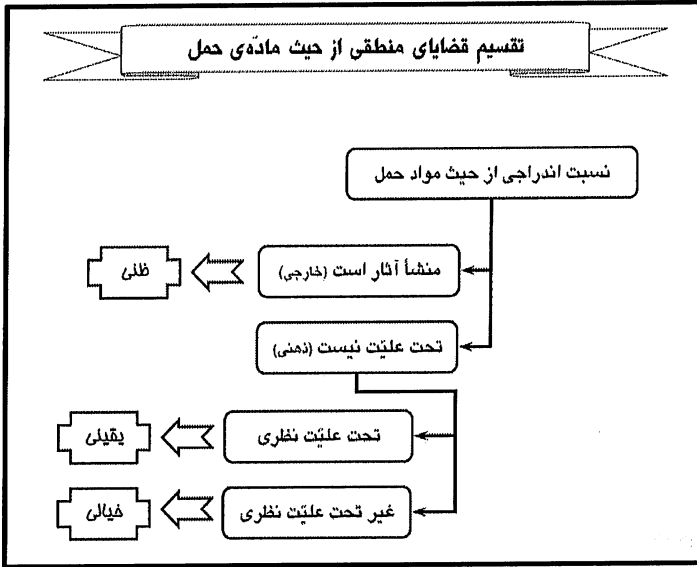 تقسیم قضایای منطقی از حیث مادّه‌ی حمل
نسبت اندراجی از حیث مواد حمل
منشأ آثار است (خارجی)
ظنی
تحت علیّت نیست (ذهنی)
تحت علیّت نظری
یقینی
غیر تحت علیّت نظری
خیالی